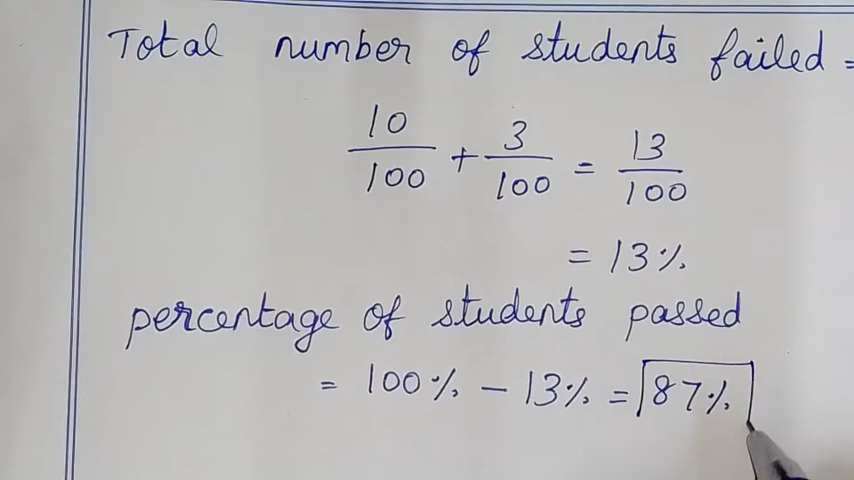 Total number of students failed =
10/100 + 3/100 = 13/100
= 13%
percentage of students passed
= 100% - 13% = 87%